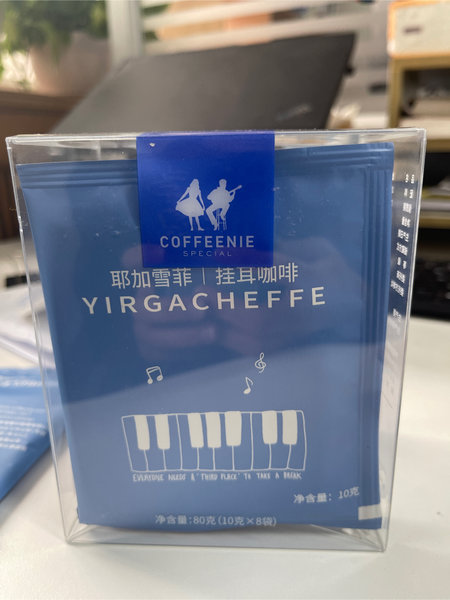 COFFEENIE
SPECIAL
耶加雪菲 | 挂耳咖啡
YIRGACHEFFE
EVERYONE NEEDS A "THIRD PLACE" TO TAKE A BREAK
净含量: 10克
净含量:80克 (10克×8袋)